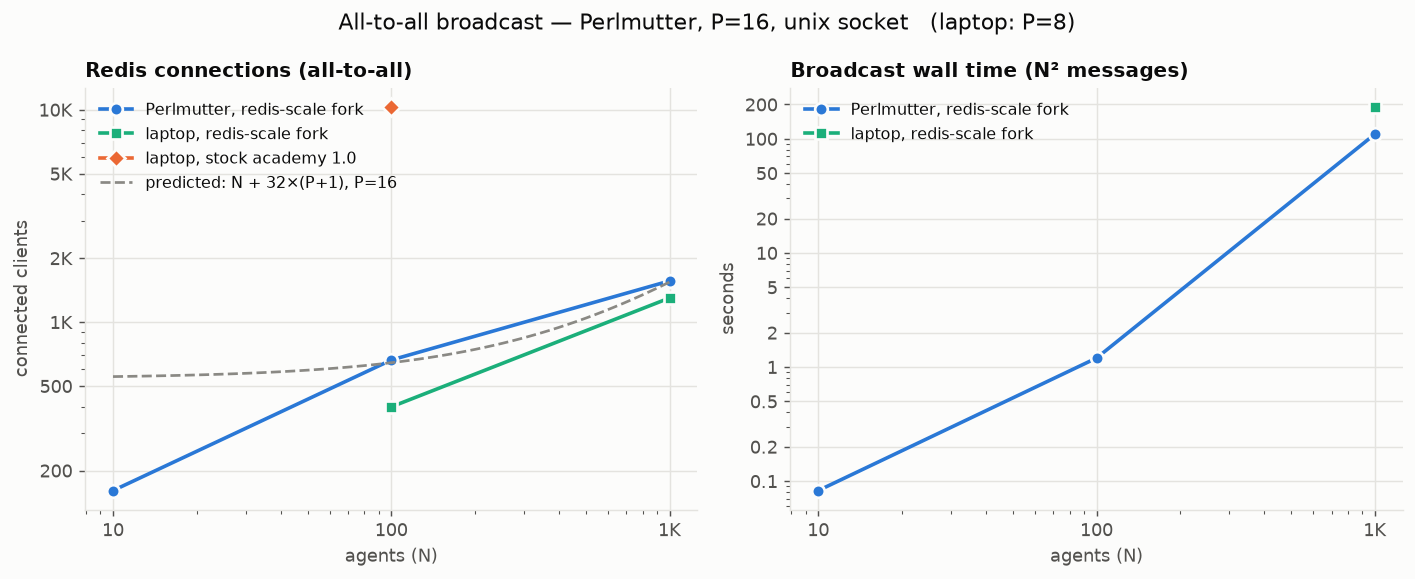 All-to-all broadcast — Perlmutter, P=16, unix socket   (laptop: P=8)
Redis connections (all-to-all)
10K
5K
2K
1K
500
200
connected clients
Perlmutter, redis-scale fork
laptop, redis-scale fork
laptop, stock academy 1.0
predicted: N + 32×(P+1), P=16
10
100
1K
agents (N)
Broadcast wall time (N² messages)
200
100
50
20
10
5
2
1
0.5
0.2
0.1
seconds
Perlmutter, redis-scale fork
laptop, redis-scale fork
10
100
1K
agents (N)